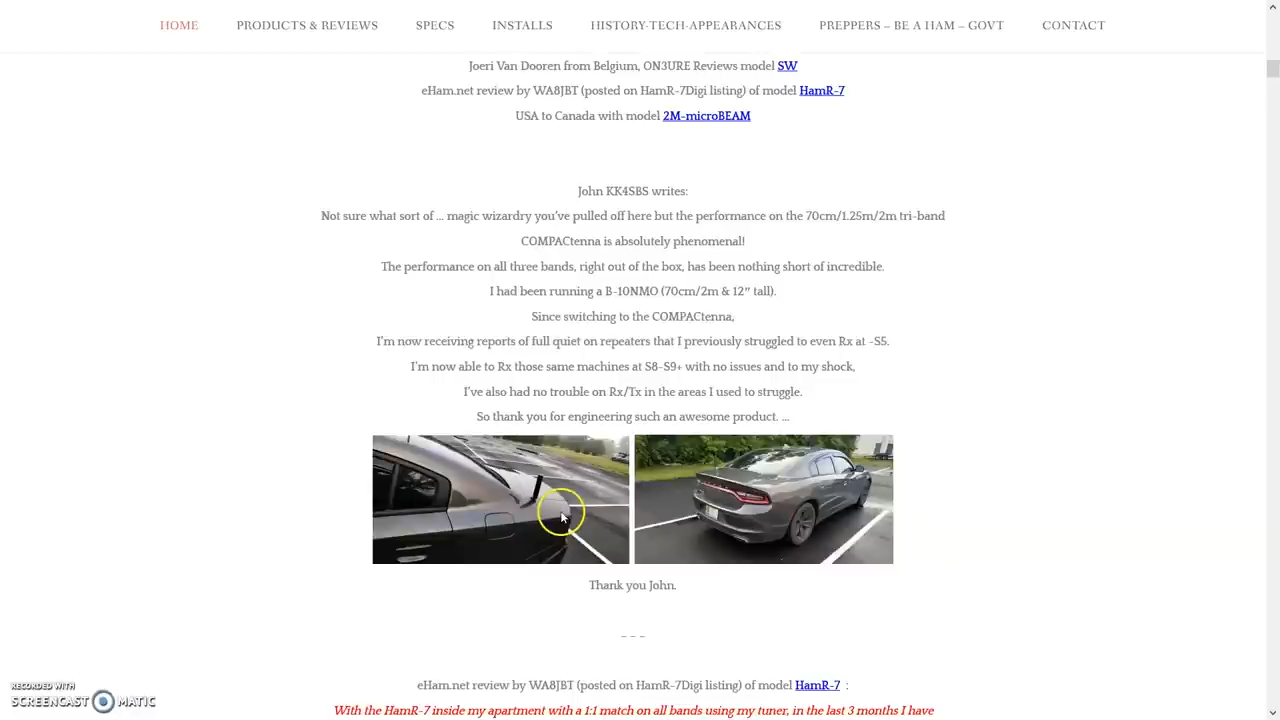 HOME PRODUCTS & REVIEWS SPECS INSTALLS HISTORY-TECH-APPEARANCES PREPPERS – BE A HAM – GOVT CONTACT
Joeri Van Dooren from Belgium, ON3URE Reviews model SW
eHam.net review by WA8JBT (posted on HamR-7Digi listing) of model HamR-7
USA to Canada with model 2M-microBEAM
John KK4SBS writes:
Not sure what sort of ... magic wizardry you've pulled off here but the performance on the 70cm/1.25m/2m tri-band
COMPACtenna is absolutely phenomenal!
The performance on all three bands, right out of the box, has been nothing short of incredible.
I had been running a B-10NMO (70cm/2m & 12″ tall).
Since switching to the COMPACtenna,
I'm now receiving reports of full quiet on repeaters that I previously struggled to even Rx at ~S5.
I'm now able to Rx those same machines at S8-S9+ with no issues and to my shock,
I've also had no trouble on Rx/Tx in the areas I used to struggle.
So thank you for engineering such an awesome product. ...
Thank you John.
– – –
eHam.net review by WA8JBT (posted on HamR-7Digi listing) of model HamR-7 :
With the HamR-7 inside my apartment with a 1:1 match on all bands using my tuner, in the last 3 months I have
RECORDED WITH
SCREENCAST MATIC